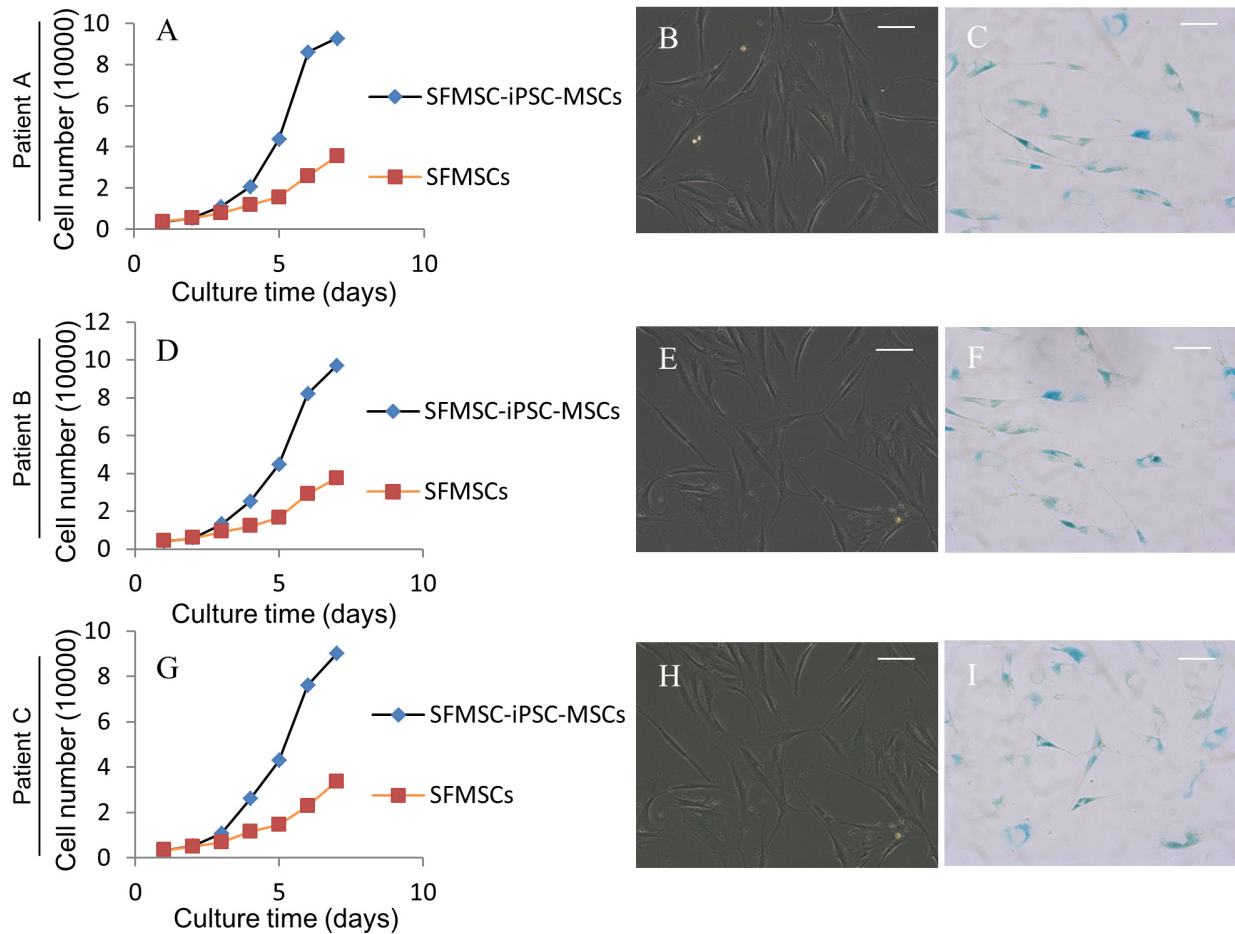 Patient A
Cell number (10000)
10
8
6
4
2
0
A
SFMSC-iPSC-MSCs
SFMSCs
0 5 10
Culture time (days)
B
C
Patient B
Cell number (10000)
12
10
8
6
4
2
0
D
SFMSC-iPSC-MSCs
SFMSCs
0 5 10
Culture time (days)
E
F
Patient C
Cell number (10000)
10
8
6
4
2
0
G
SFMSC-iPSC-MSCs
SFMSCs
0 5 10
Culture time (days)
H
I